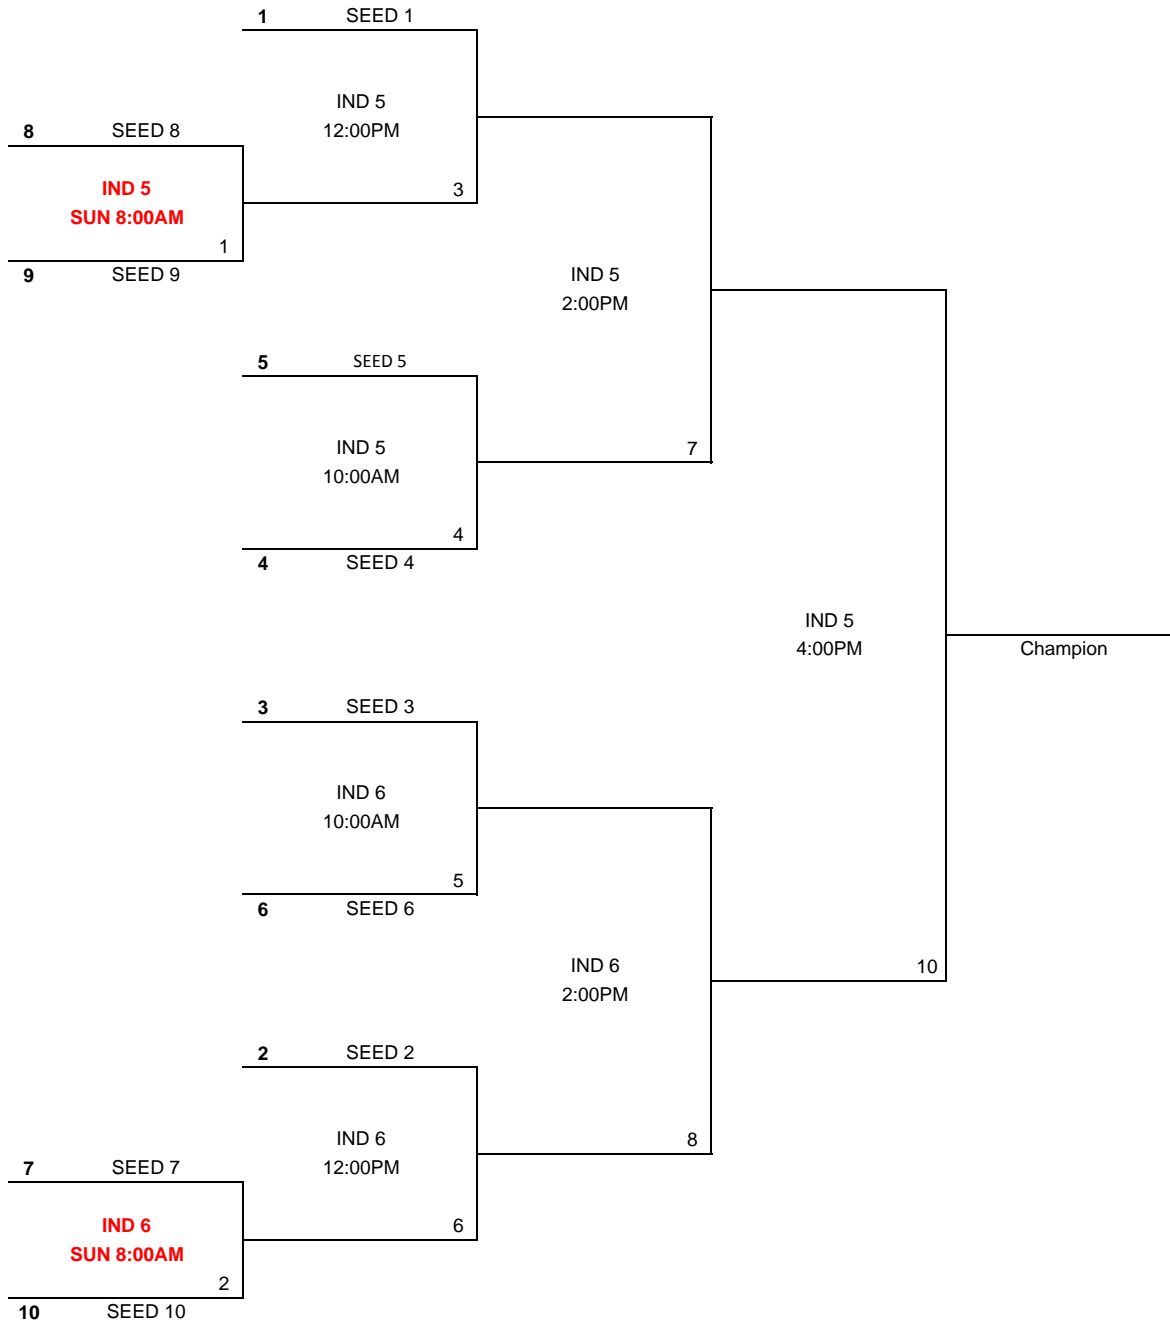 1 SEED 1
IND 5
12:00PM
8 SEED 8
IND 5
SUN 8:00AM
3
1
9 SEED 9
IND 5
2:00PM
5 SEED 5
IND 5
10:00AM
7
4
4 SEED 4
IND 5
4:00PM
Champion
3 SEED 3
IND 6
10:00AM
5
6 SEED 6
IND 6
2:00PM
10
2 SEED 2
IND 6
12:00PM
8
7 SEED 7
IND 6
SUN 8:00AM
6
2
10 SEED 10